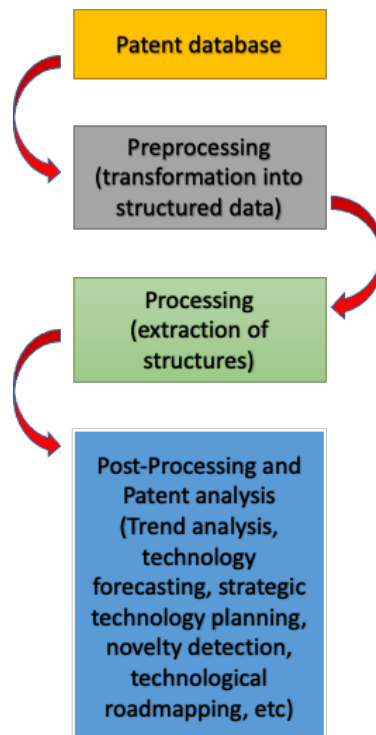 Patent database
Preprocessing
(transformation into
structured data)
Processing
(extraction of
structures)
Post-Processing and
Patent analysis
(Trend analysis,
technology
forecasting, strategic
technology planning,
novelty detection,
technological
roadmapping, etc)